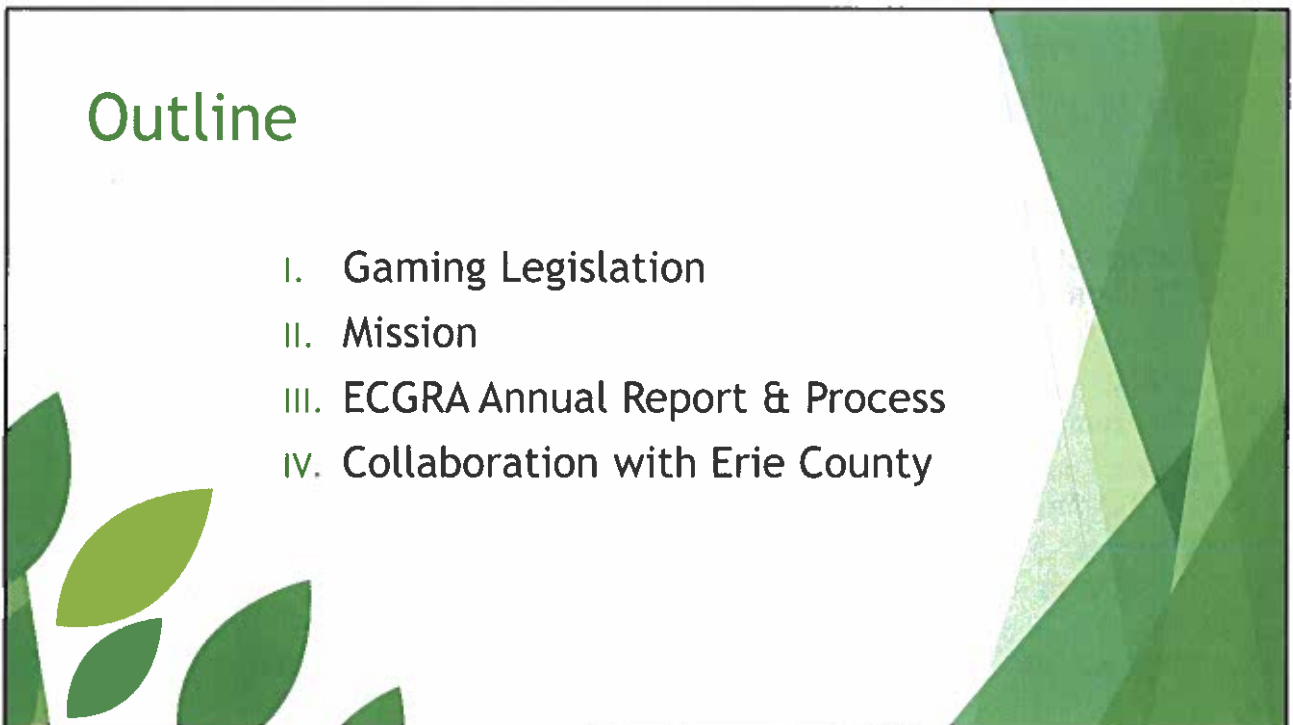 Outline
I. Gaming Legislation
II. Mission
III. ECGRA Annual Report & Process
IV. Collaboration with Erie County